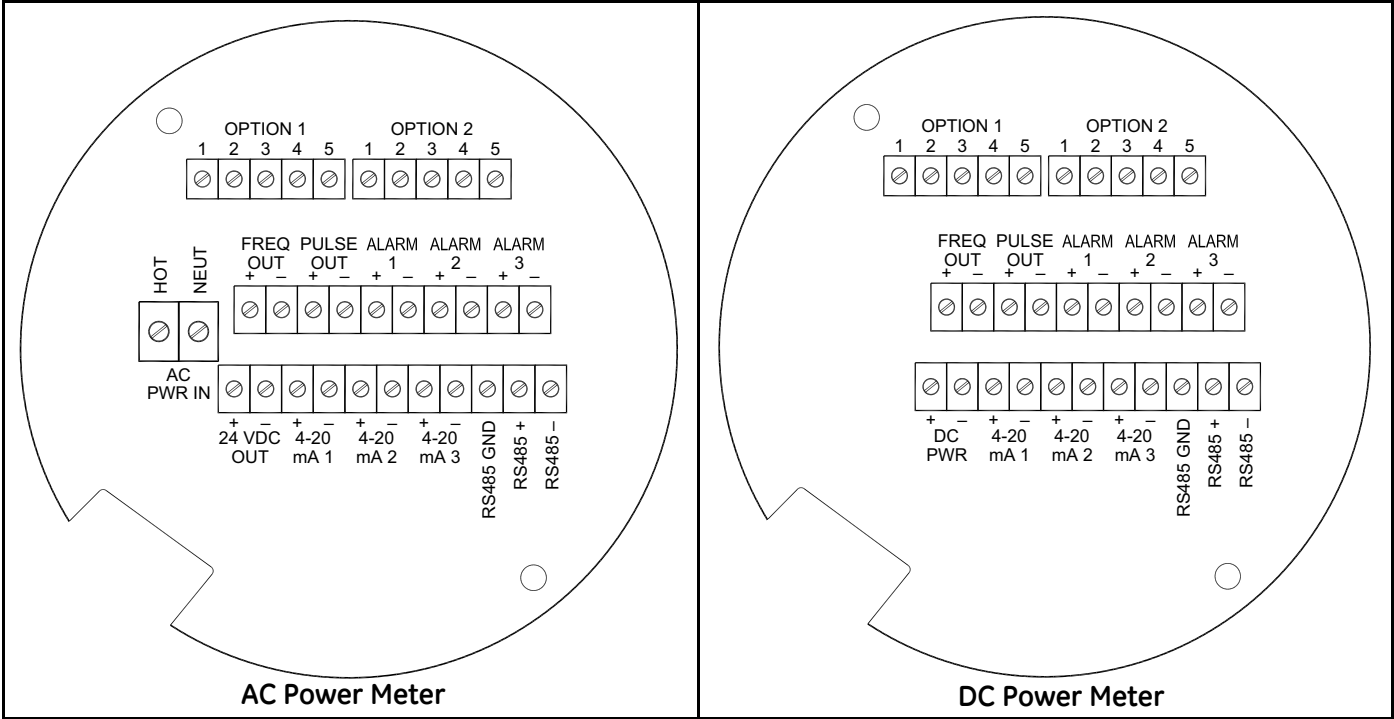 OPTION 1 OPTION 2
1 2 3 4 5 1 2 3 4 5
FREQ PULSE ALARM ALARM ALARM
OUT OUT 1 2 3
+ – + – + – + – + –
HOT
NEUT
AC
PWR IN
+ – + – + – + –
24 VDC 4-20 4-20 4-20
OUT mA 1 mA 2 mA 3
RS485 GND
RS485 +
RS485 –
AC Power Meter
OPTION 1 OPTION 2
1 2 3 4 5 1 2 3 4 5
FREQ PULSE ALARM ALARM ALARM
OUT OUT 1 2 3
+ – + – + – + – + –
+ – + – + – + –
DC 4-20 4-20 4-20
PWR mA 1 mA 2 mA 3
RS485 GND
RS485 +
RS485 –
DC Power Meter